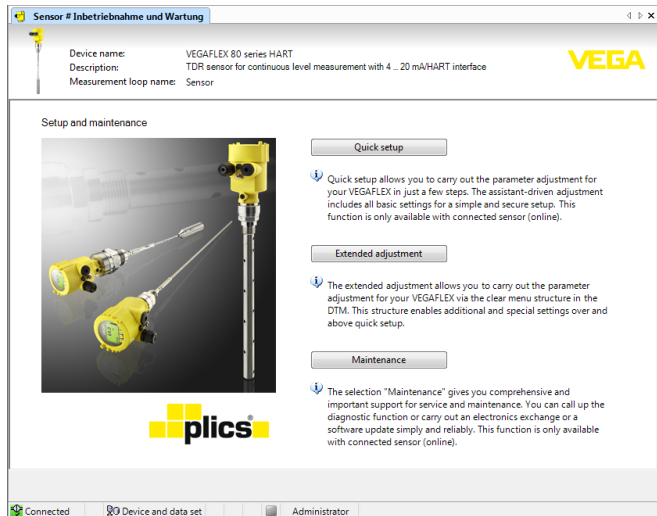 Sensor # Inbetriebnahme und Wartung
Device name: VEGAFLEX 80 series HART
Description: TDR sensor for continuous level measurement with 4 ... 20 mA/HART interface
Measurement loop name: Sensor
VEGA
Setup and maintenance
Quick setup
Quick setup allows you to carry out the parameter adjustment for
your VEGAFLEX in just a few steps. The assistant-driven adjustment
includes all basic settings for a simple and secure setup. This
function is only available with connected sensor (online).
Extended adjustment
The extended adjustment allows you to carry out the parameter
adjustment for your VEGAFLEX via the clear menu structure in the
DTM. This structure enables additional and special settings over and
above quick setup.
Maintenance
The selection "Maintenance" gives you comprehensive and
important support for service and maintenance. You can call up the
diagnostic function or carry out an electronics exchange or a
software update simply and reliably. This function is only available
with connected sensor (online).
plics®
Connected Device and data set Administrator